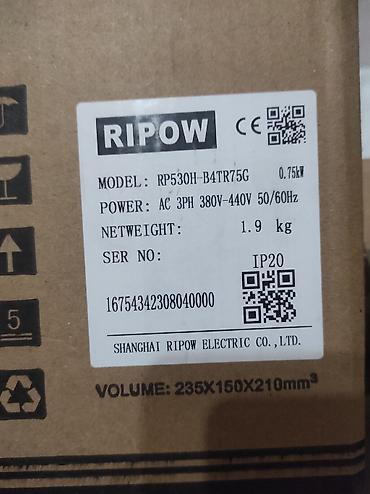 RIPOW CE
MODEL: RP530H-B4TR75G 0.75kW
POWER: AC 3PH 380V-440V 50/60Hz
NETWEIGHT: 1.9 kg
SER NO: IP20
16754342308040000
SHANGHAI RIPOW ELECTRIC CO.,LTD.
5
VOLUME: 235X150X210mm³